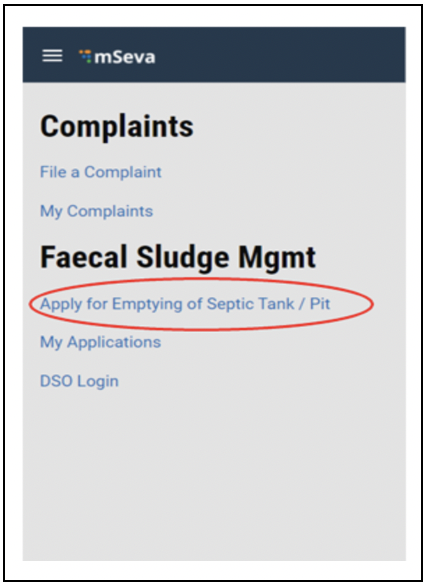 mSeva
Complaints
File a Complaint
My Complaints
Faecal Sludge Mgmt
Apply for Emptying of Septic Tank / Pit
My Applications
DSO Login